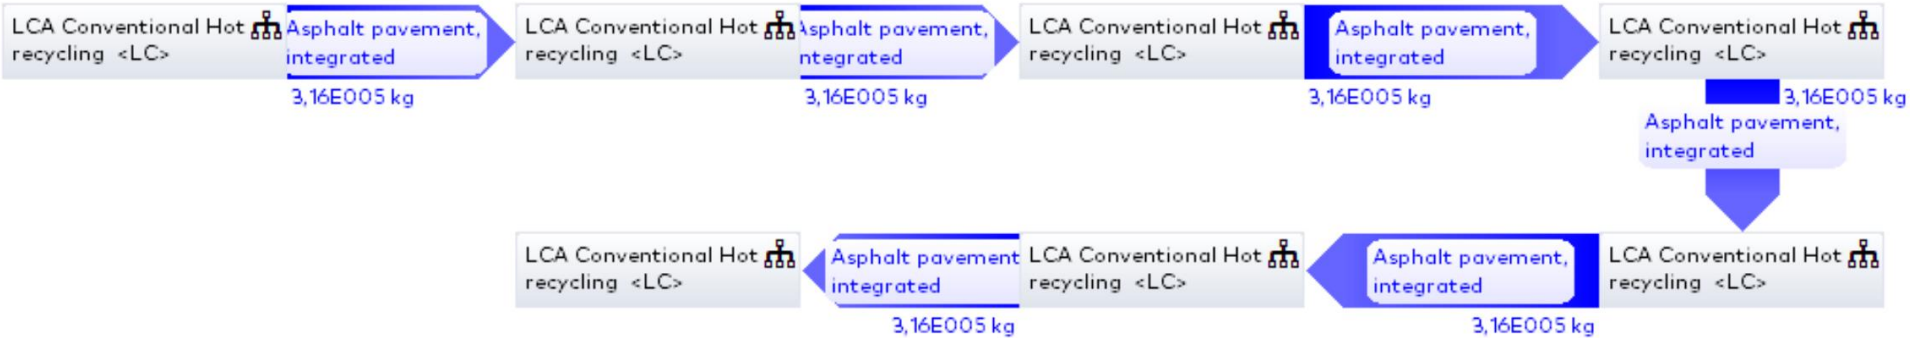 LCA Conventional Hot
recycling <LC>
Asphalt pavement,
integrated
3,16E005 kg
LCA Conventional Hot
recycling <LC>
Asphalt pavement,
integrated
3,16E005 kg
LCA Conventional Hot
recycling <LC>
Asphalt pavement,
integrated
3,16E005 kg
LCA Conventional Hot
recycling <LC>
3,16E005 kg
Asphalt pavement,
integrated
LCA Conventional Hot
recycling <LC>
Asphalt pavement
integrated
3,16E005 kg
LCA Conventional Hot
recycling <LC>
Asphalt pavement,
integrated
3,16E005 kg
LCA Conventional Hot
recycling <LC>